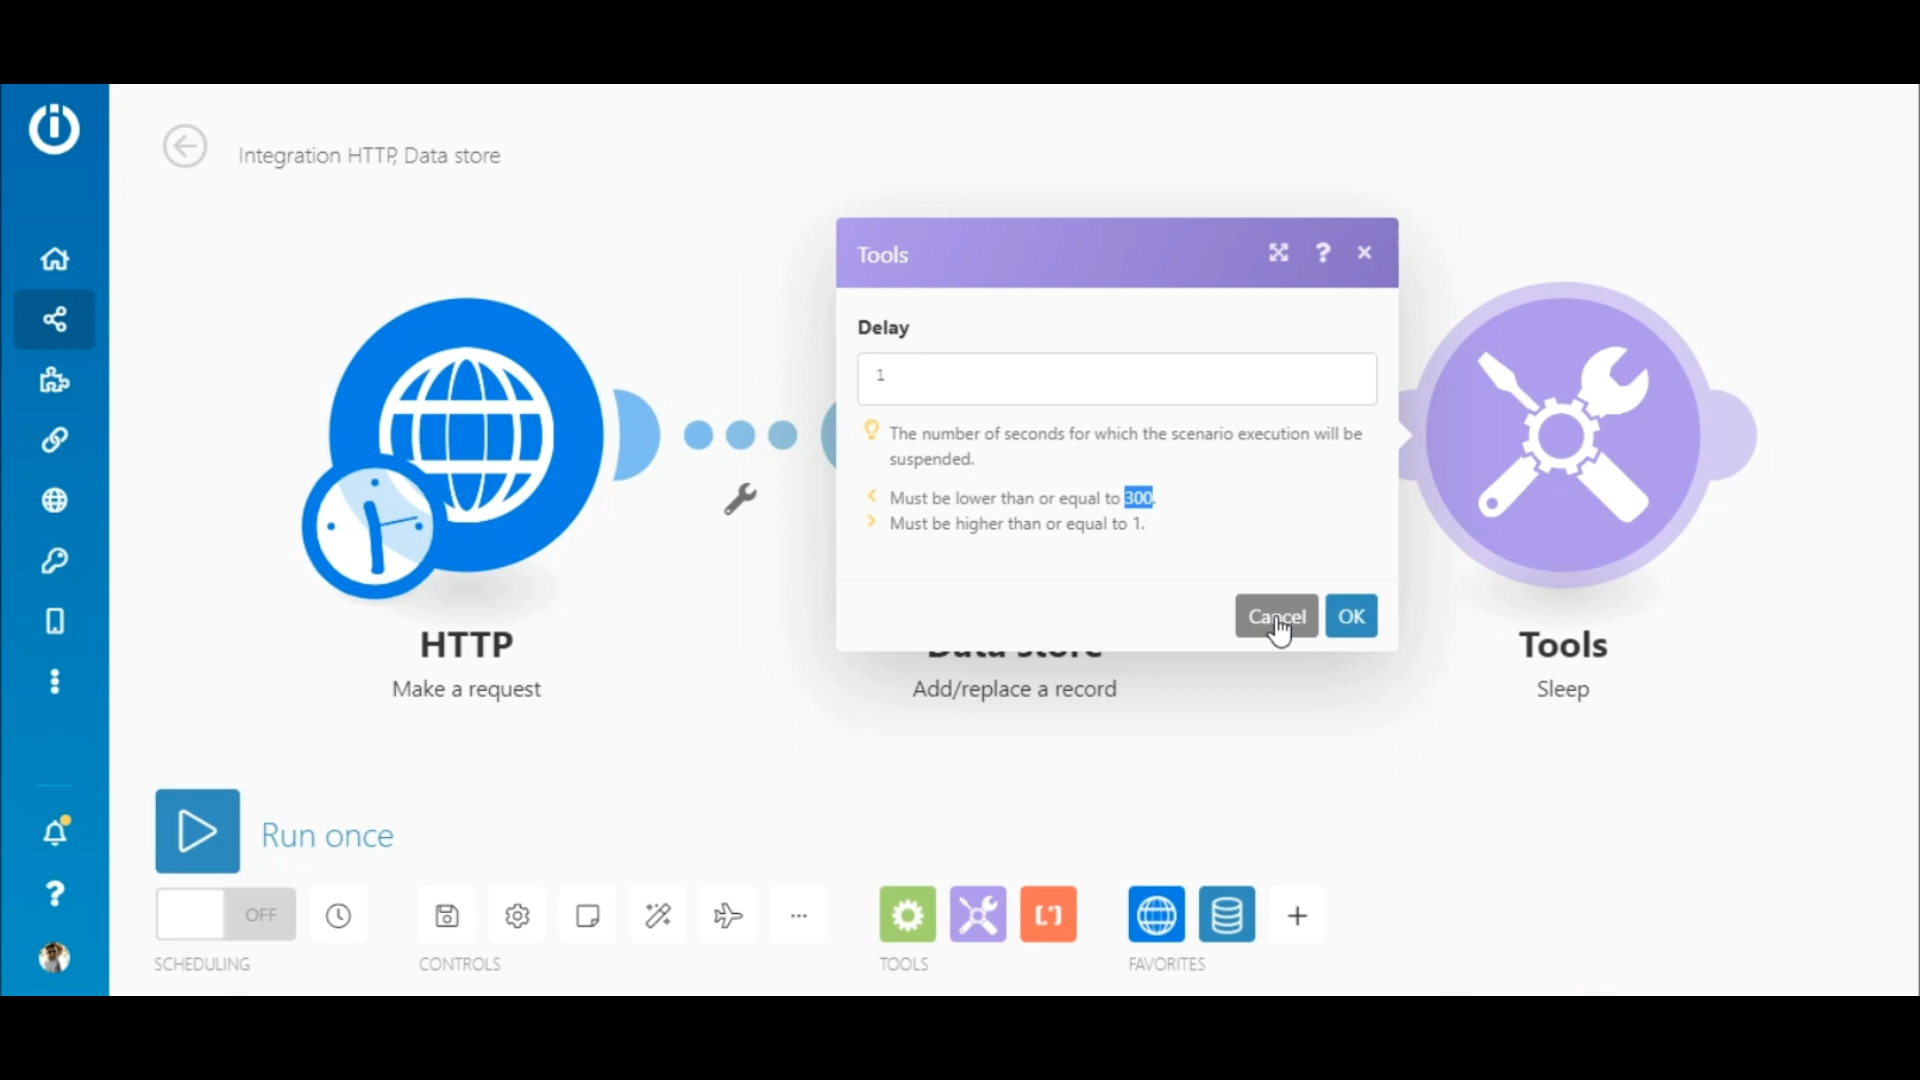 Integration HTTP, Data store
Tools
Delay
1
The number of seconds for which the scenario execution will be
suspended.
Must be lower than or equal to 300.
Must be higher than or equal to 1.
Cancel
OK
HTTP
Make a request
Data store
Add/replace a record
Tools
Sleep
Run once
OFF
SCHEDULING
CONTROLS
TOOLS
FAVORITES